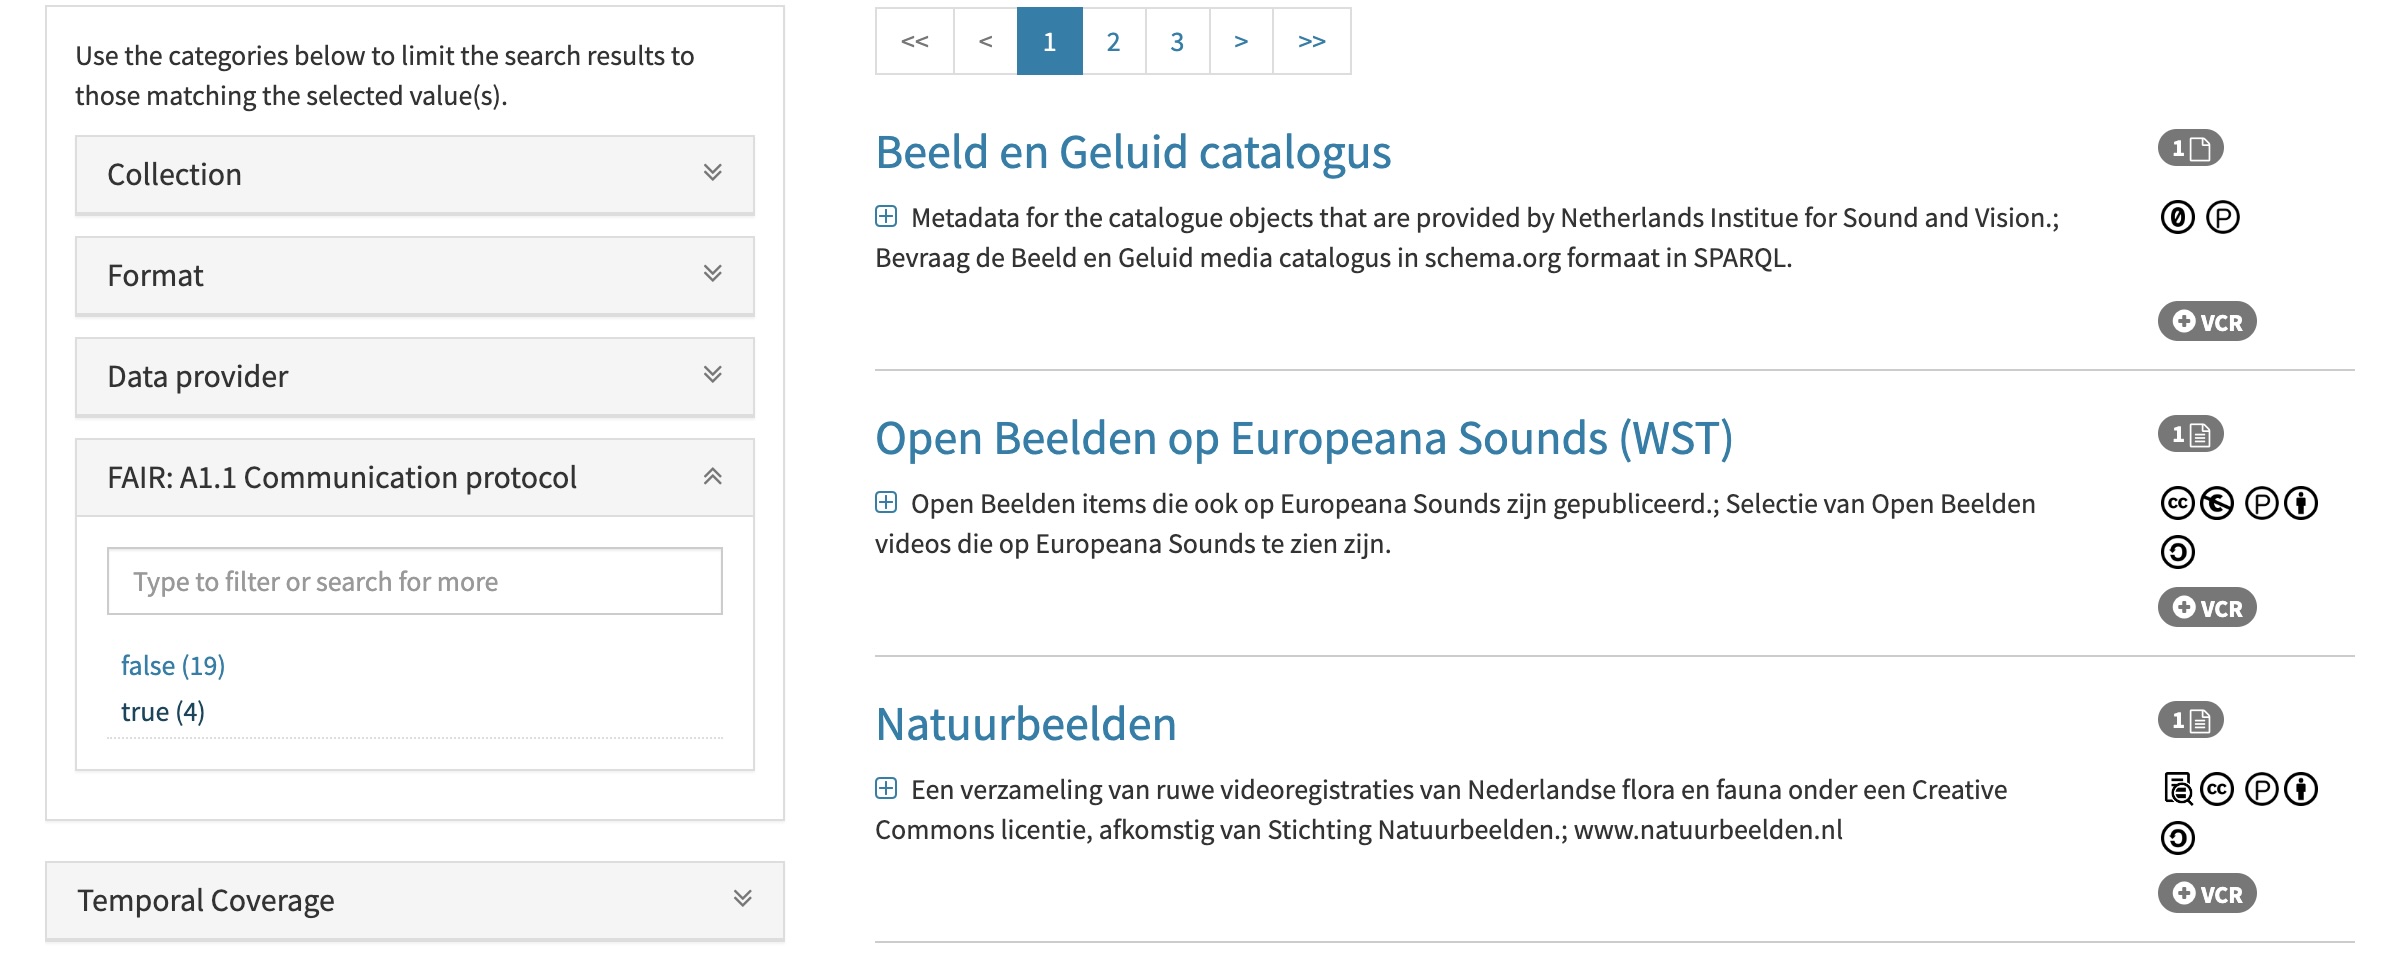 Use the categories below to limit the search results to
those matching the selected value(s).
Collection
Format
Data provider
FAIR: A1.1 Communication protocol
Type to filter or search for more
false (19)
true (4)
Temporal Coverage
<< < 1 2 3 > >>
Beeld en Geluid catalogus
1
Metadata for the catalogue objects that are provided by Netherlands Institue for Sound and Vision.;
Bevraag de Beeld en Geluid media catalogus in schema.org formaat in SPARQL.
VCR
Open Beelden op Europeana Sounds (WST)
1
Open Beelden items die ook op Europeana Sounds zijn gepubliceerd.; Selectie van Open Beelden
videos die op Europeana Sounds te zien zijn.
VCR
Natuurbeelden
1
Een verzameling van ruwe videoregistraties van Nederlandse flora en fauna onder een Creative
Commons licentie, afkomstig van Stichting Natuurbeelden.; www.natuurbeelden.nl
VCR